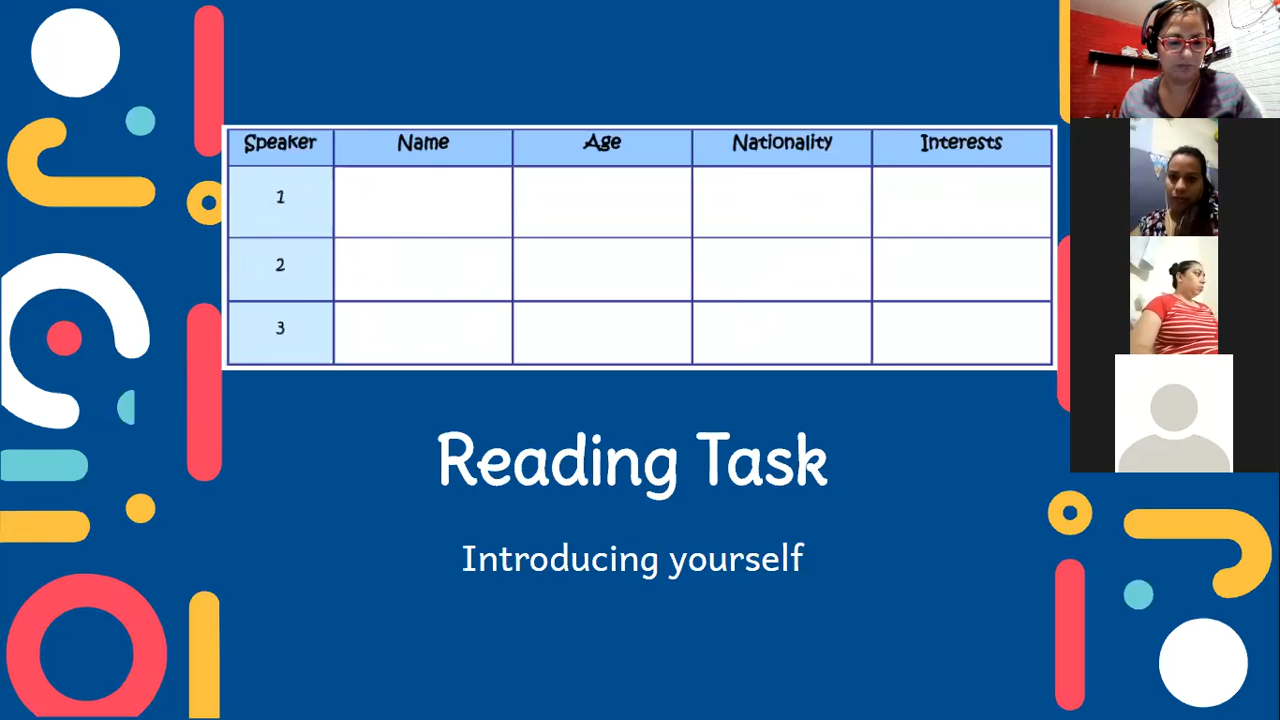 Speaker Name Age Nationality Interests
1
2
3
Reading Task
Introducing yourself